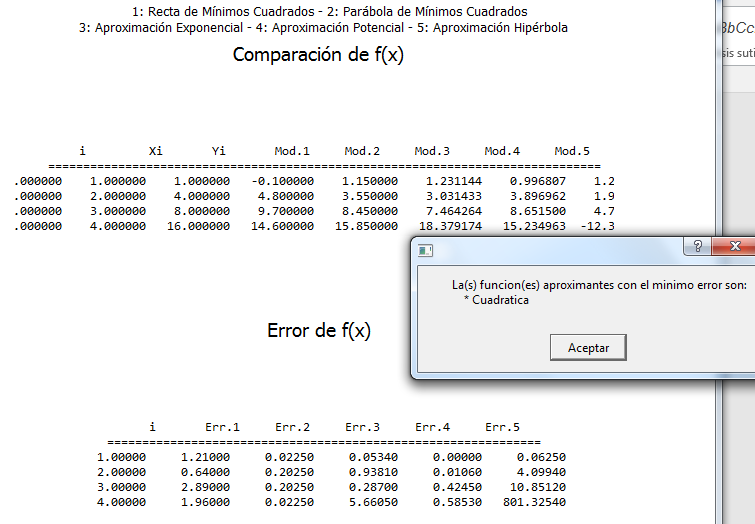 1: Recta de Mínimos Cuadrados - 2: Parábola de Mínimos Cuadrados
3: Aproximación Exponencial - 4: Aproximación Potencial - 5: Aproximación Hipérbola
Comparación de f(x)
i Xi Yi Mod.1 Mod.2 Mod.3 Mod.4 Mod.5
===============================================================================
.000000 1.000000 1.000000 -0.100000 1.150000 1.231144 0.996807 1.2
.000000 2.000000 4.000000 4.800000 3.550000 3.031433 3.896962 1.9
.000000 3.000000 8.000000 9.700000 8.450000 7.464264 8.651500 4.7
.000000 4.000000 16.000000 14.600000 15.850000 18.379174 15.234963 -12.3
La(s) funcion(es) aproximantes con el minimo error son:
* Cuadratica
Aceptar
Error de f(x)
i Err.1 Err.2 Err.3 Err.4 Err.5
==============================================================
1.00000 1.21000 0.02250 0.05340 0.00000 0.06250
2.00000 0.64000 0.20250 0.93810 0.01060 4.09940
3.00000 2.89000 0.20250 0.28700 0.42450 10.85120
4.00000 1.96000 0.02250 5.66050 0.58530 801.32540